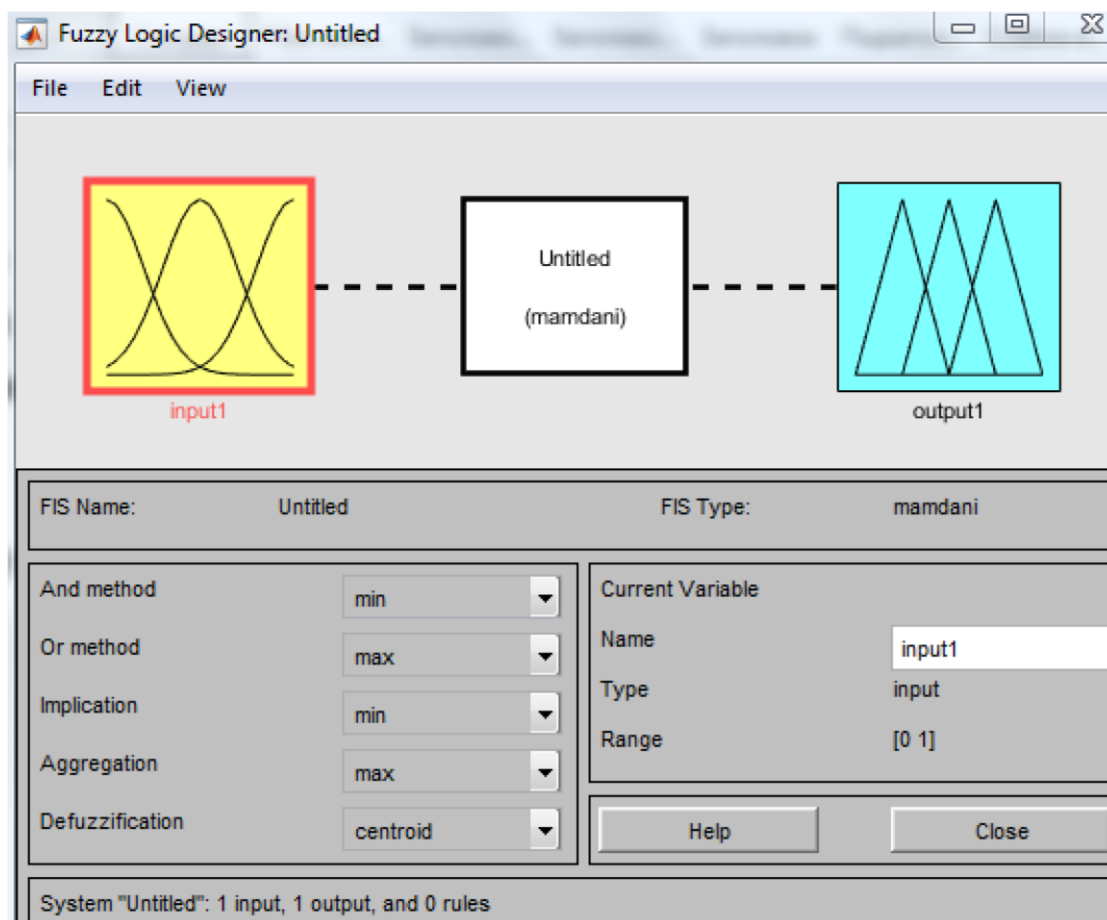 Fuzzy Logic Designer: Untitled
File Edit View
Untitled
(mamdani)
input1
output1
FIS Name: Untitled FIS Type: mamdani
And method min
Or method max
Implication min
Aggregation max
Defuzzification centroid
Current Variable
Name input1
Type input
Range [0 1]
Help Close
System "Untitled": 1 input, 1 output, and 0 rules